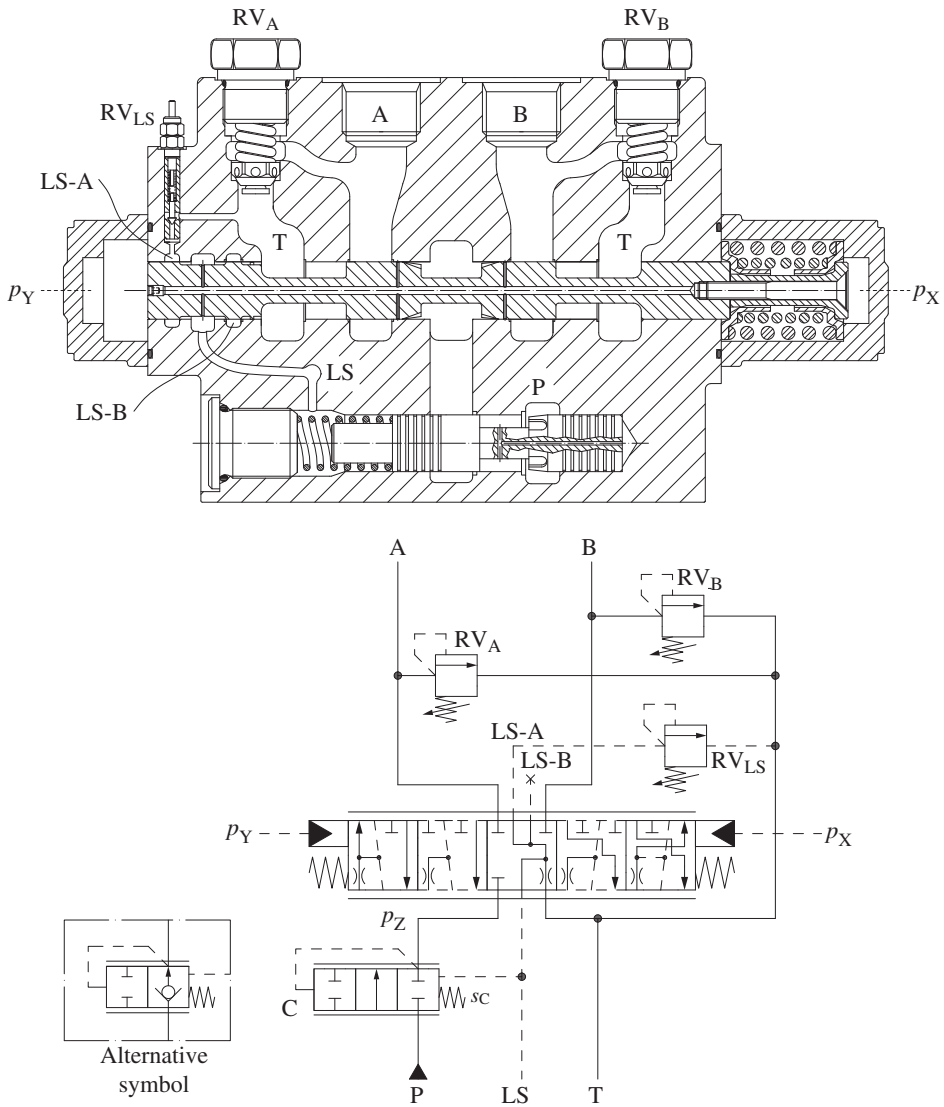 RV_A
RV_B
RV_LS
A
B
LS-A
T
T
p_Y
p_X
LS
LS-B
P
A
B
RV_B
RV_A
LS-A
LS-B
RV_LS
p_Y
p_X
p_Z
C
s_C
Alternative
symbol
P
LS
T